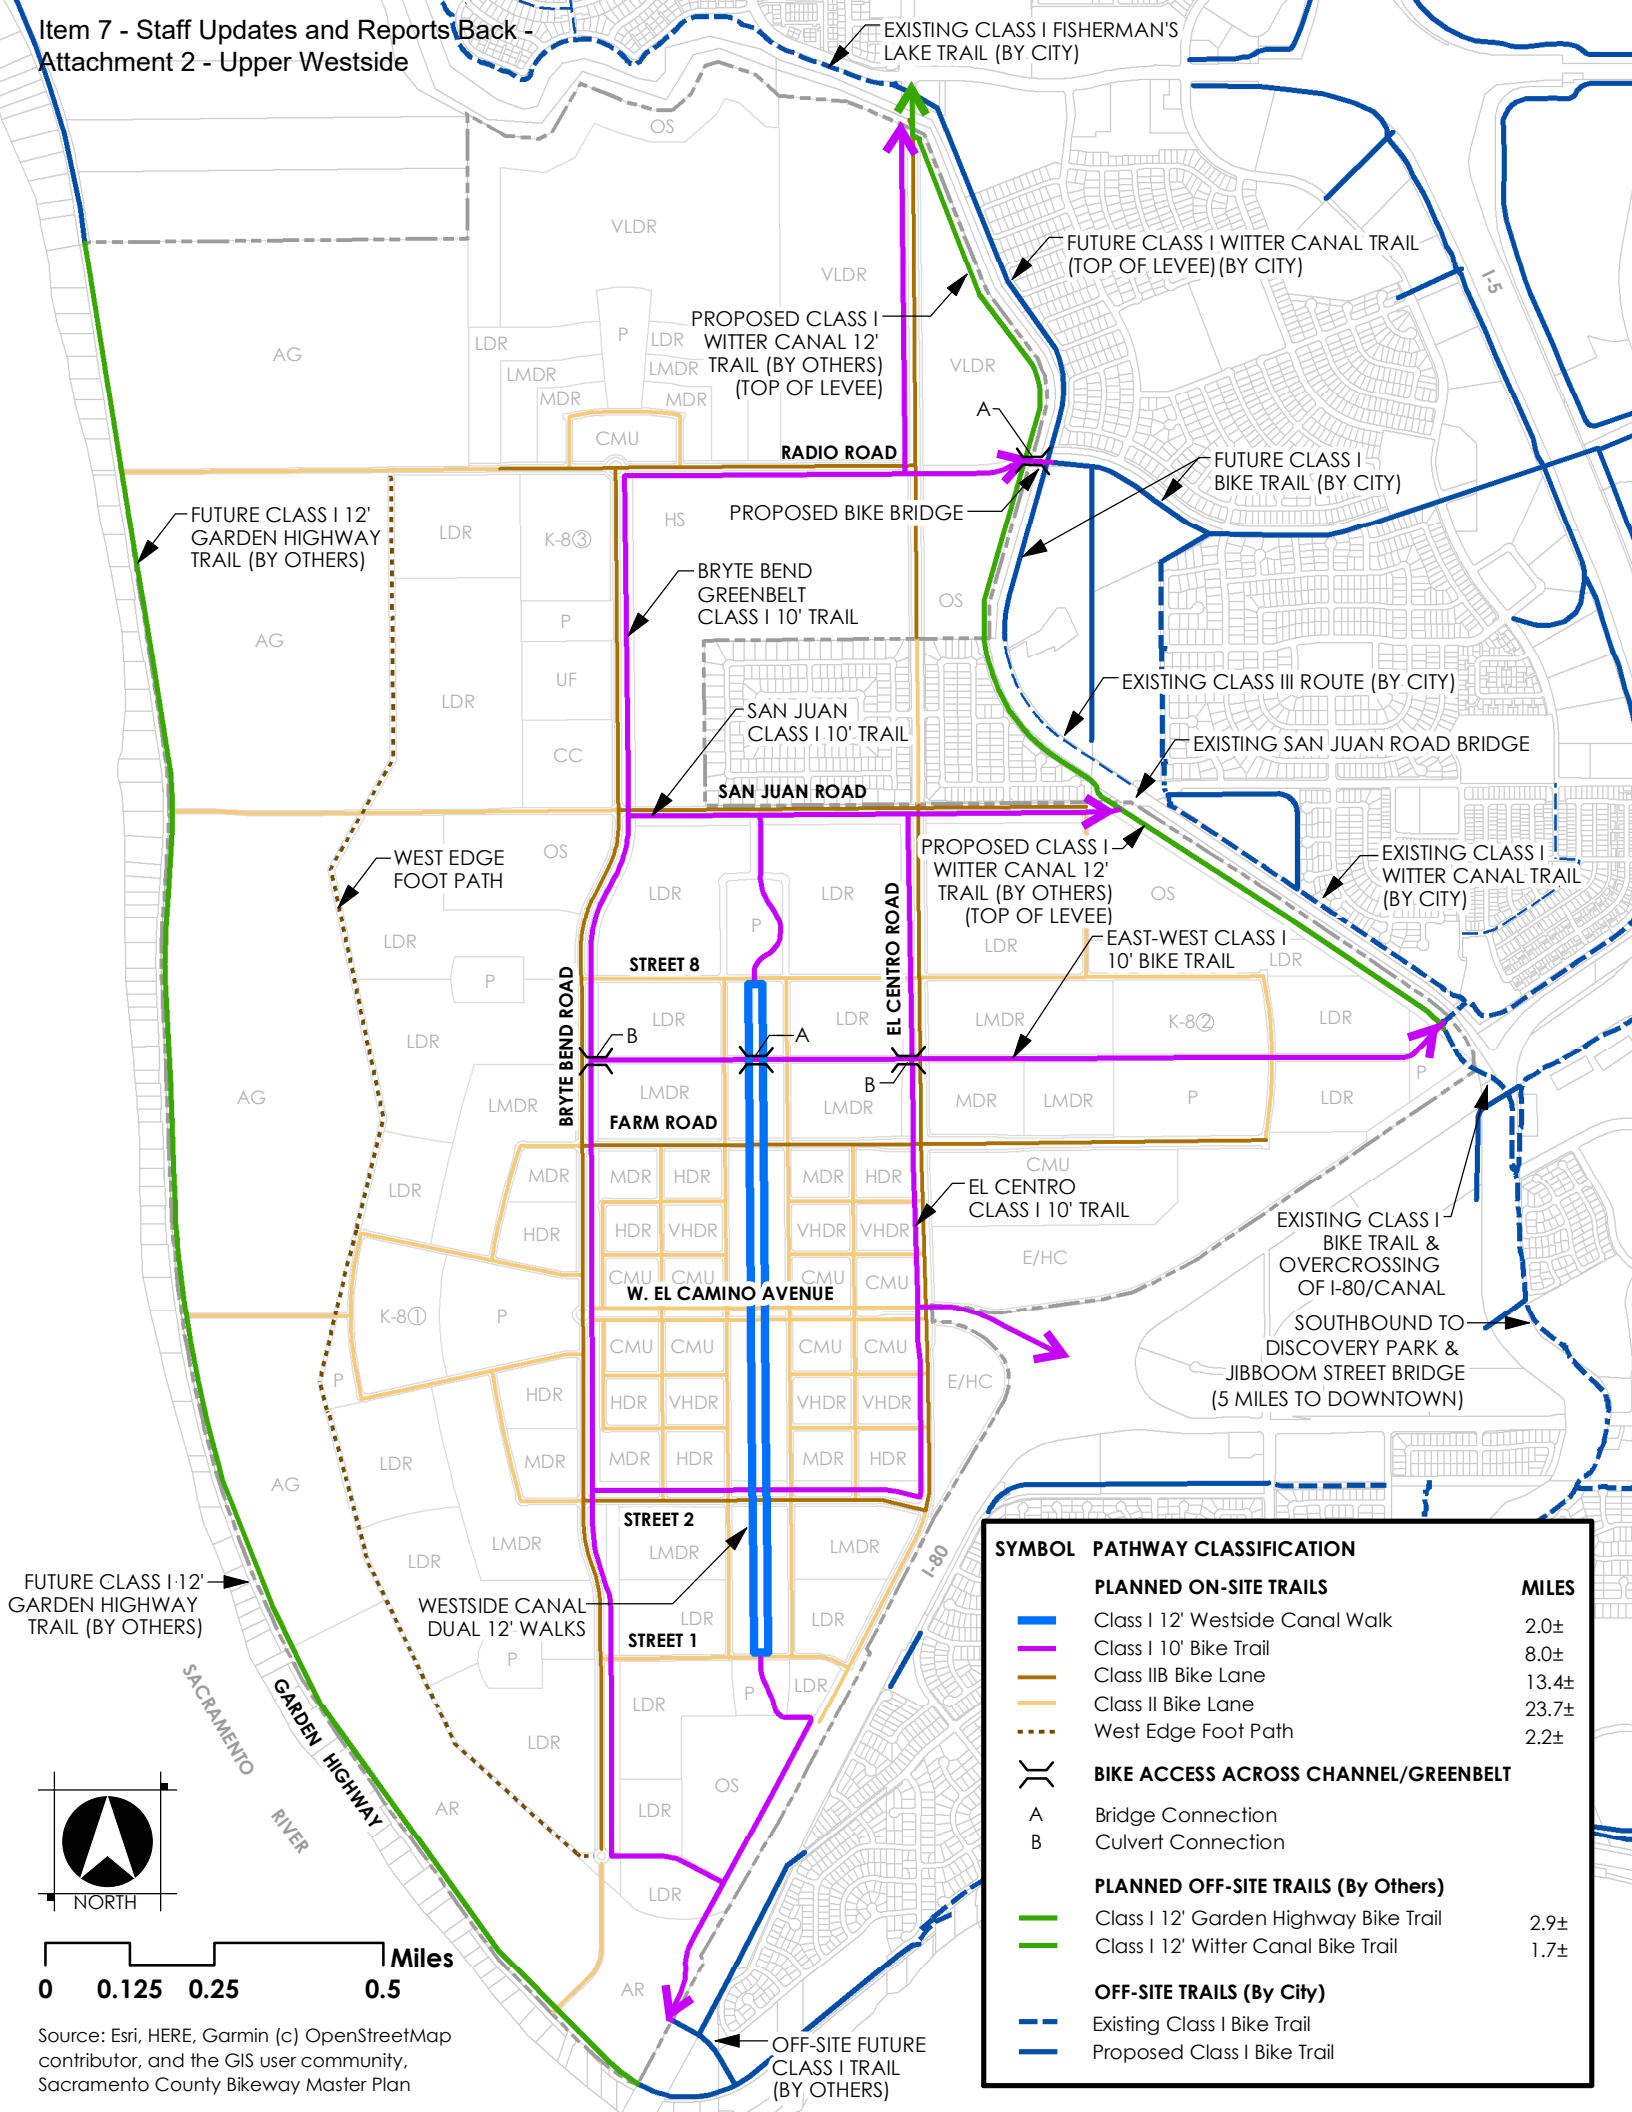 Item 7 - Staff Updates and Reports Back -
Attachment 2 - Upper Westside
EXISTING CLASS I FISHERMAN'S
LAKE TRAIL (BY CITY)
OS
VLDR
VLDR
FUTURE CLASS I WITTER CANAL TRAIL
(TOP OF LEVEE) (BY CITY)
I-5
PROPOSED CLASS I
WITTER CANAL 12'
TRAIL (BY OTHERS)
(TOP OF LEVEE)
AG
LDR
P
LDR
LMDR
LMDR
MDR
MDR
VLDR
A
CMU
RADIO ROAD
FUTURE CLASS I
BIKE TRAIL (BY CITY)
PROPOSED BIKE BRIDGE
FUTURE CLASS I 12'
GARDEN HIGHWAY
TRAIL (BY OTHERS)
LDR
K-8③
HS
BRYTE BEND
GREENBELT
CLASS I 10' TRAIL
OS
P
AG
UF
LDR
EXISTING CLASS III ROUTE (BY CITY)
SAN JUAN
CLASS I 10' TRAIL
CC
EXISTING SAN JUAN ROAD BRIDGE
SAN JUAN ROAD
WEST EDGE
FOOT PATH
OS
PROPOSED CLASS I
WITTER CANAL 12'
TRAIL (BY OTHERS)
(TOP OF LEVEE)
EXISTING CLASS I
WITTER CANAL TRAIL
(BY CITY)
LDR
LDR
OS
P
LDR
LDR
EAST-WEST CLASS I
10' BIKE TRAIL
LDR
STREET 8
EL CENTRO ROAD
BRYTE BEND ROAD
P
LDR
LDR
LMDR
K-8②
LDR
B
A
LDR
B
P
AG
LMDR
LMDR
LMDR
MDR
LMDR
P
LDR
FARM ROAD
CMU
MDR
MDR
HDR
MDR
HDR
LDR
EL CENTRO
CLASS I 10' TRAIL
HDR
HDR
VHDR
VHDR
VHDR
EXISTING CLASS I
BIKE TRAIL &
OVERCROSSING
OF I-80/CANAL
E/HC
CMU
CMU
CMU
CMU
W. EL CAMINO AVENUE
K-8①
P
SOUTHBOUND TO
DISCOVERY PARK &
JIBBOOM STREET BRIDGE
(5 MILES TO DOWNTOWN)
CMU
CMU
CMU
CMU
P
HDR
E/HC
HDR
VHDR
VHDR
VHDR
LDR
MDR
MDR
HDR
MDR
HDR
AG
STREET 2
LMDR
LMDR
LMDR
LDR
I-80
FUTURE CLASS I 12'
GARDEN HIGHWAY
TRAIL (BY OTHERS)
WESTSIDE CANAL
DUAL 12' WALKS
LDR
LDR
STREET 1
P
SACRAMENTO
RIVER
GARDEN HIGHWAY
LDR
P
LDR
LDR
OS
AR
LDR
LDR
AR
OFF-SITE FUTURE
CLASS I TRAIL
(BY OTHERS)
NORTH
Miles
0 0.125 0.25 0.5
Source: Esri, HERE, Garmin (c) OpenStreetMap
contributor, and the GIS user community,
Sacramento County Bikeway Master Plan
SYMBOL PATHWAY CLASSIFICATION
PLANNED ON-SITE TRAILS MILES
Class I 12' Westside Canal Walk 2.0±
Class I 10' Bike Trail 8.0±
Class IIB Bike Lane 13.4±
Class II Bike Lane 23.7±
West Edge Foot Path 2.2±
BIKE ACCESS ACROSS CHANNEL/GREENBELT
A Bridge Connection
B Culvert Connection
PLANNED OFF-SITE TRAILS (By Others)
Class I 12' Garden Highway Bike Trail 2.9±
Class I 12' Witter Canal Bike Trail 1.7±
OFF-SITE TRAILS (By City)
Existing Class I Bike Trail
Proposed Class I Bike Trail